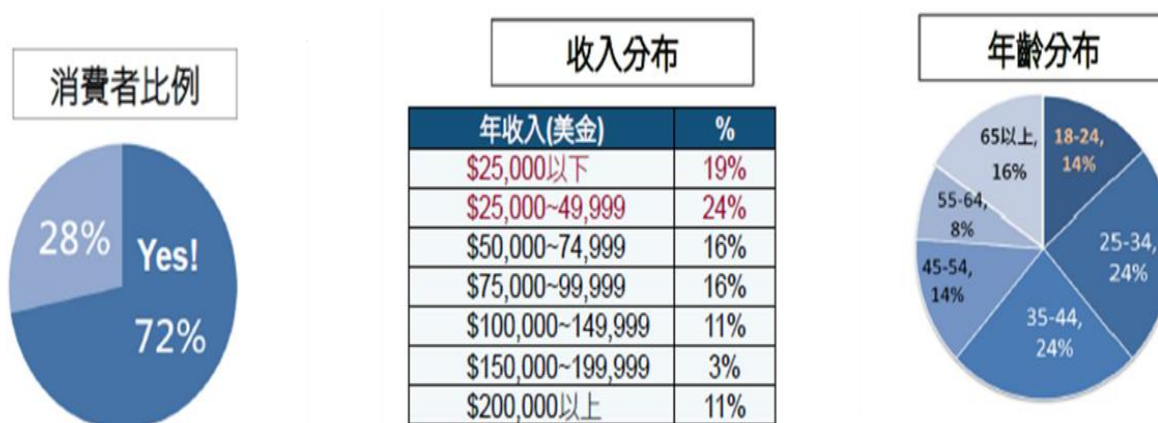 消費者比例
28%
Yes!
72%
收入分布
年收入(美金) %
$25,000以下 19%
$25,000~49,999 24%
$50,000~74,999 16%
$75,000~99,999 16%
$100,000~149,999 11%
$150,000~199,999 3%
$200,000以上 11%
年齡分布
65以上,
16%
18-24,
14%
55-64,
8%
25-34,
24%
45-54,
14%
35-44,
24%